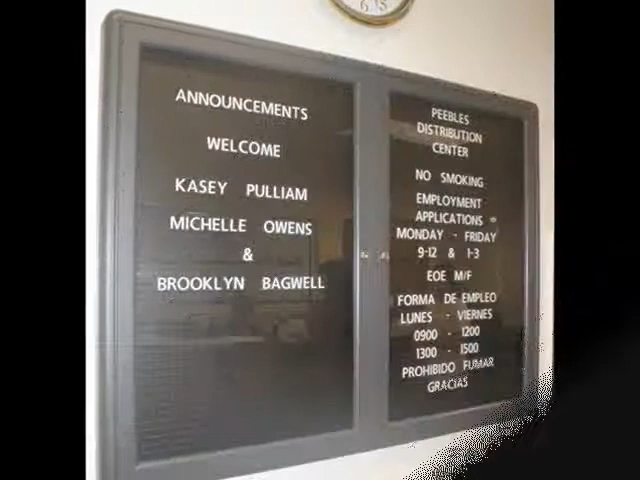 ANNOUNCEMENTS
WELCOME
KASEY PULLIAM
MICHELLE OWENS
&
BROOKLYN BAGWELL
PEEBLES
DISTRIBUTION
CENTER
NO SMOKING
EMPLOYMENT
APPLICATIONS
MONDAY - FRIDAY
9-12 & 1-3
EOE M/F
FORMA DE EMPLEO
LUNES - VIERNES
0900 - 1200
1300 - 1500
PROHIBIDO FUMAR
GRACIAS